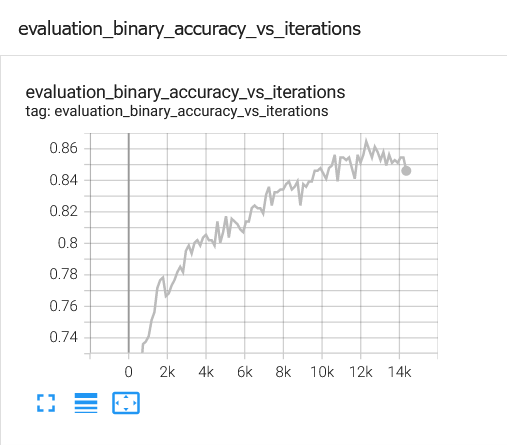 evaluation_binary_accuracy_vs_iterations
evaluation_binary_accuracy_vs_iterations
tag: evaluation_binary_accuracy_vs_iterations
0.86
0.84
0.82
0.8
0.78
0.76
0.74
0 2k 4k 6k 8k 10k 12k 14k